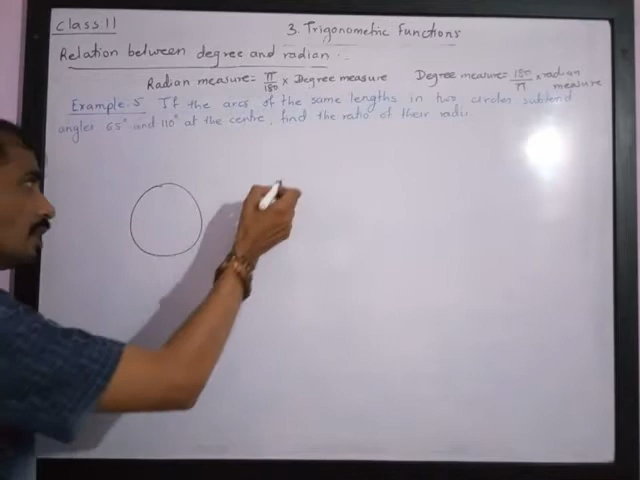 Class:11
3. Trigonometric Functions
Relation between degree and radian :
Radian measure = π/180 × Degree measure Degree measure = 180/π × radian measure
Example: 5 If the arcs of the same lengths in two circles subtend
angles 65° and 110° at the centre, find the ratio of their radii.